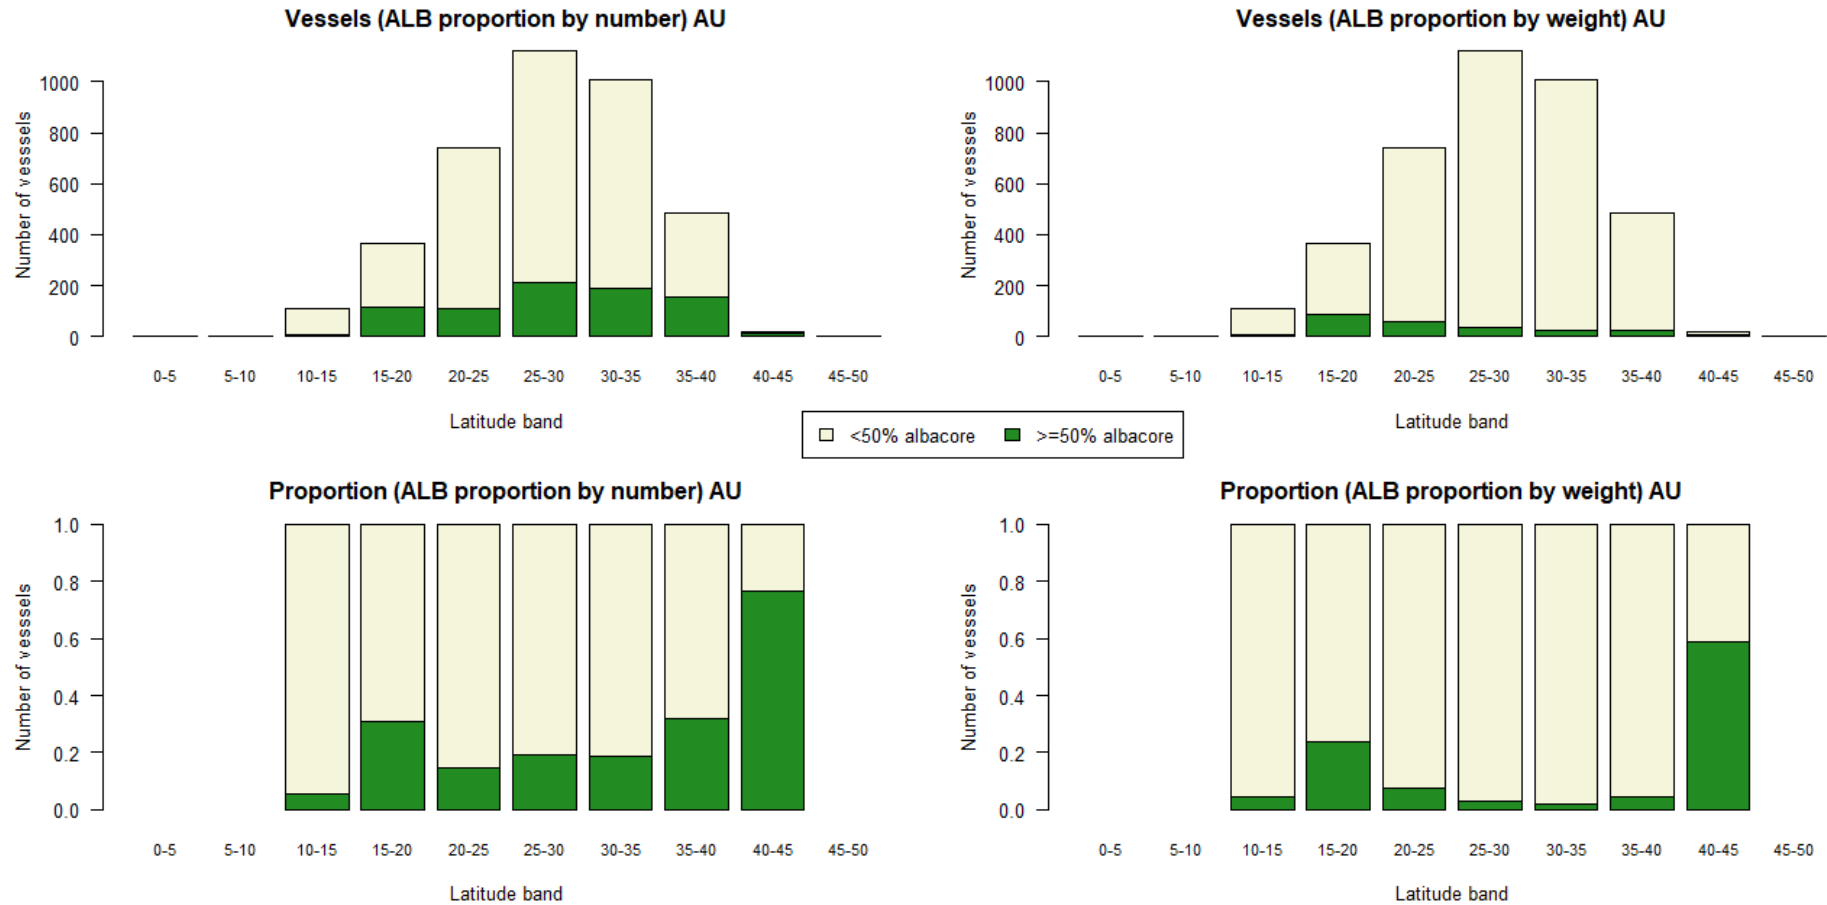 Vessels (ALB proportion by number) AU
Number of vesssels
1000
800
600
400
200
0
0-5 5-10 10-15 15-20 20-25 25-30 30-35 35-40 40-45 45-50
Latitude band
Vessels (ALB proportion by weight) AU
Number of vesssels
1000
800
600
400
200
0
0-5 5-10 10-15 15-20 20-25 25-30 30-35 35-40 40-45 45-50
Latitude band
<50% albacore >=50% albacore
Proportion (ALB proportion by number) AU
Number of vesssels
1.0
0.8
0.6
0.4
0.2
0.0
0-5 5-10 10-15 15-20 20-25 25-30 30-35 35-40 40-45 45-50
Latitude band
Proportion (ALB proportion by weight) AU
Number of vesssels
1.0
0.8
0.6
0.4
0.2
0.0
0-5 5-10 10-15 15-20 20-25 25-30 30-35 35-40 40-45 45-50
Latitude band